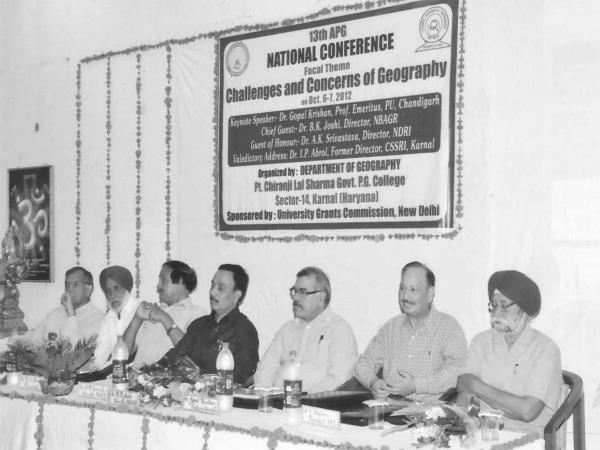 13th APG
NATIONAL CONFERENCE
Focal Theme
Challenges and Concerns of Geography
on Oct. 6-7, 2012
Keynote Speaker- Dr. Gopal Krishan, Prof. Emeritus, PU, Chandigarh
Chief Guest- Dr. B.K. Joshi, Director, NBAGR
Guest of Honour- Dr. A.K. Srivastava, Director, NDRI
Valedictory Address: Dr. I.P. Abrol, Former Director, CSSRI, Karnal
Organized by : DEPARTMENT OF GEOGRAPHY
Pt. Chiranji Lal Sharma Govt. P.G. College
Sector-14, Karnal (Haryana)
Sponsored by : University Grants Commission, New Delhi
ॐ